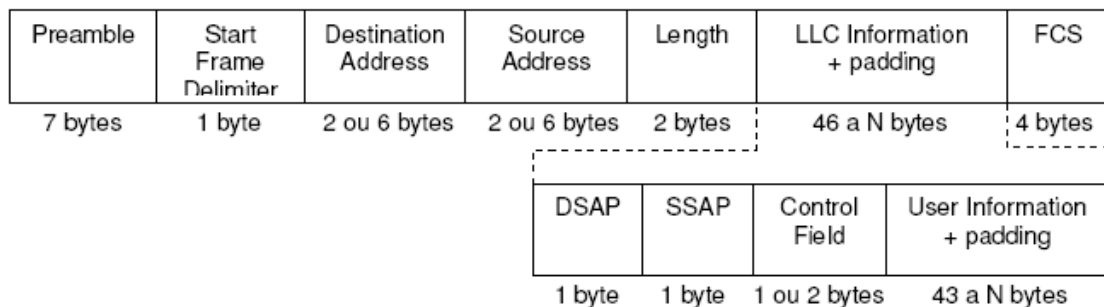 Preamble
Start
Frame
Delimiter
Destination
Address
Source
Address
Length
LLC Information
+ padding
FCS
7 bytes
1 byte
2 ou 6 bytes
2 ou 6 bytes
2 bytes
46 a N bytes
4 bytes
DSAP
SSAP
Control
Field
User Information
+ padding
1 byte
1 byte
1 ou 2 bytes
43 a N bytes